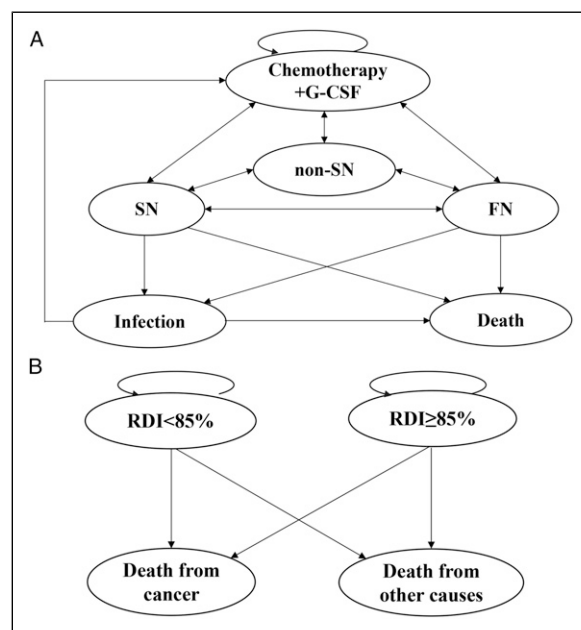 A
Chemotherapy
+G-CSF
non-SN
SN
FN
Infection
Death
B
RDI<85%
RDI≥85%
Death from
cancer
Death from
other causes